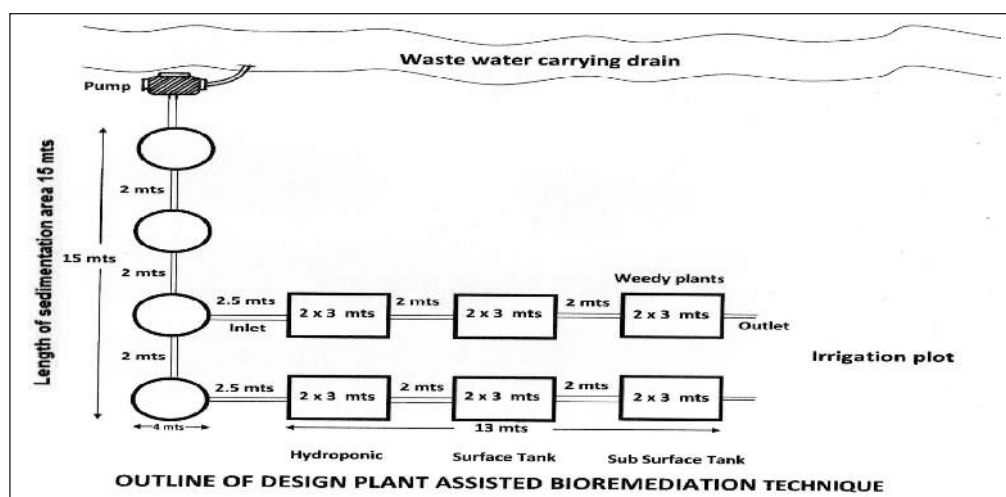 Waste water carrying drain
Pump
Length of sedimentation area 15 mts
2 mts
15 mts
2 mts
Weedy plants
2.5 mts
2 mts
2 mts
Inlet
2 x 3 mts
2 x 3 mts
2 x 3 mts
Outlet
2 mts
Irrigation plot
2.5 mts
2 mts
2 mts
2 x 3 mts
2 x 3 mts
2 x 3 mts
4 mts
13 mts
Hydroponic
Surface Tank
Sub Surface Tank
OUTLINE OF DESIGN PLANT ASSISTED BIOREMEDIATION TECHNIQUE